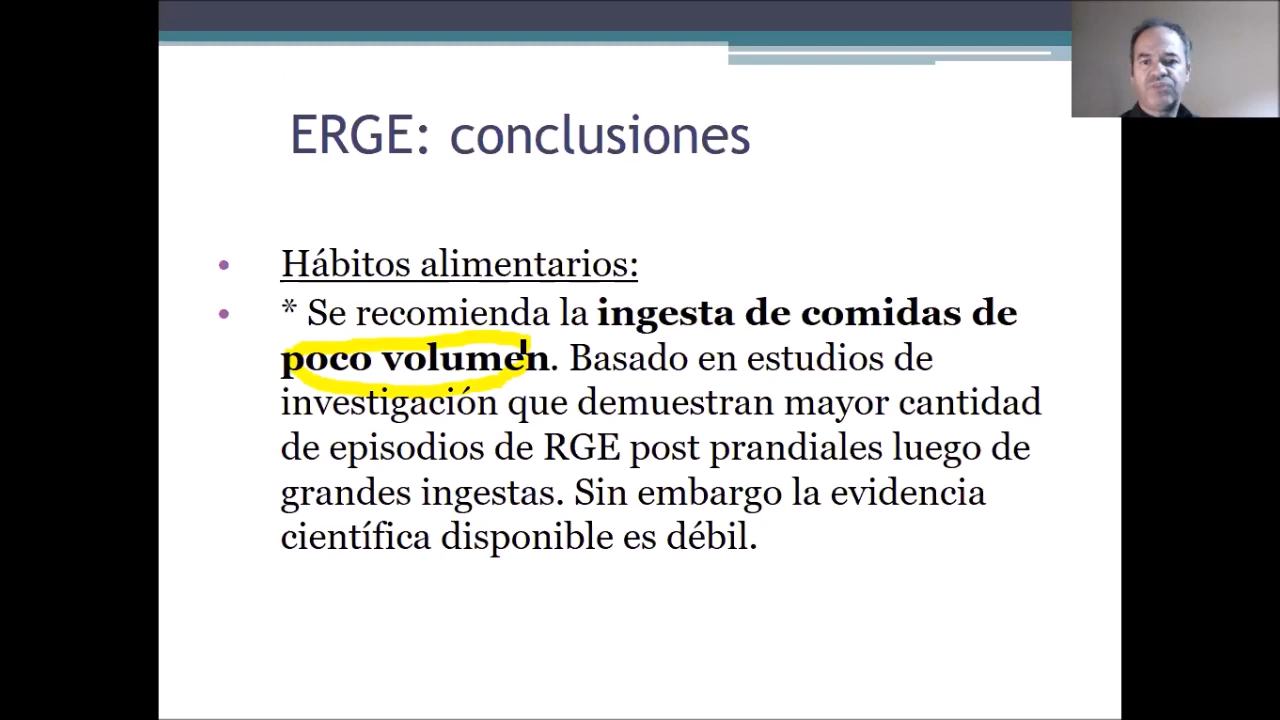 ERGE: conclusiones
• Hábitos alimentarios:
• * Se recomienda la ingesta de comidas de
poco volumen. Basado en estudios de
investigación que demuestran mayor cantidad
de episodios de RGE post prandiales luego de
grandes ingestas. Sin embargo la evidencia
científica disponible es débil.